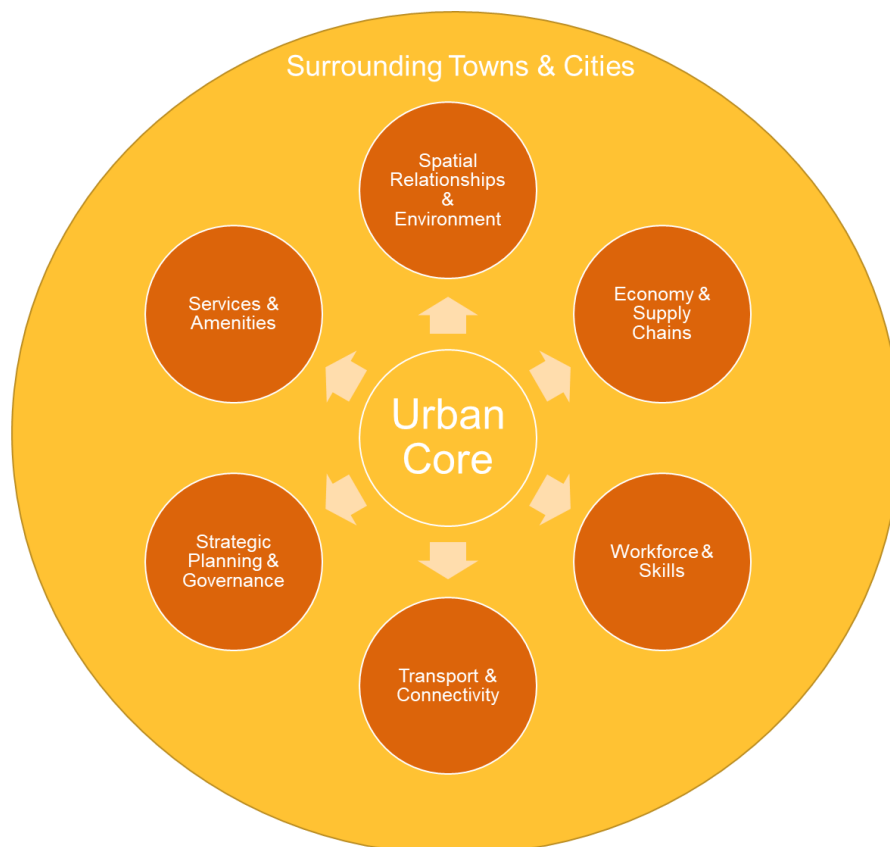 Surrounding Towns & Cities
Spatial
Relationships
&
Environment
Services &
Amenities
Economy &
Supply
Chains
Urban
Core
Strategic
Planning &
Governance
Workforce &
Skills
Transport &
Connectivity